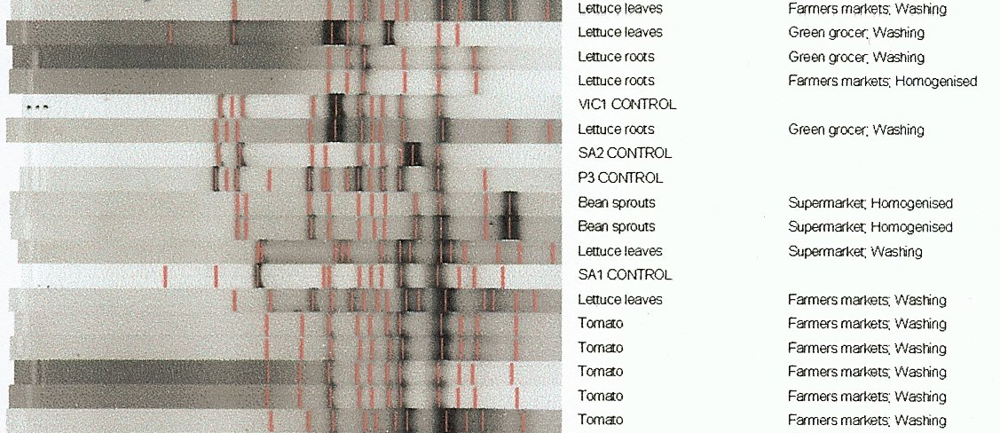 Lettuce leaves Farmers markets; Washing
Lettuce leaves Green grocer; Washing
Lettuce roots Green grocer; Washing
Lettuce roots Farmers markets; Homogenised
VIC1 CONTROL
Lettuce roots Green grocer; Washing
SA2 CONTROL
P3 CONTROL
Bean sprouts Supermarket; Homogenised
Bean sprouts Supermarket; Homogenised
Lettuce leaves Supermarket; Washing
SA1 CONTROL
Lettuce leaves Farmers markets; Washing
Tomato Farmers markets; Washing
Tomato Farmers markets; Washing
Tomato Farmers markets; Washing
Tomato Farmers markets; Washing
Tomato Farmers markets; Washing